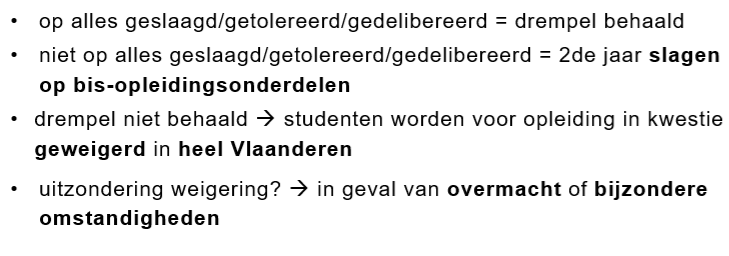 • op alles geslaagd/getolereerd/gedelibereerd = drempel behaald
• niet op alles geslaagd/getolereerd/gedelibereerd = 2de jaar slagen
op bis-opleidingsonderdelen
• drempel niet behaald → studenten worden voor opleiding in kwestie
geweigerd in heel Vlaanderen
• uitzondering weigering? → in geval van overmacht of bijzondere
omstandigheden